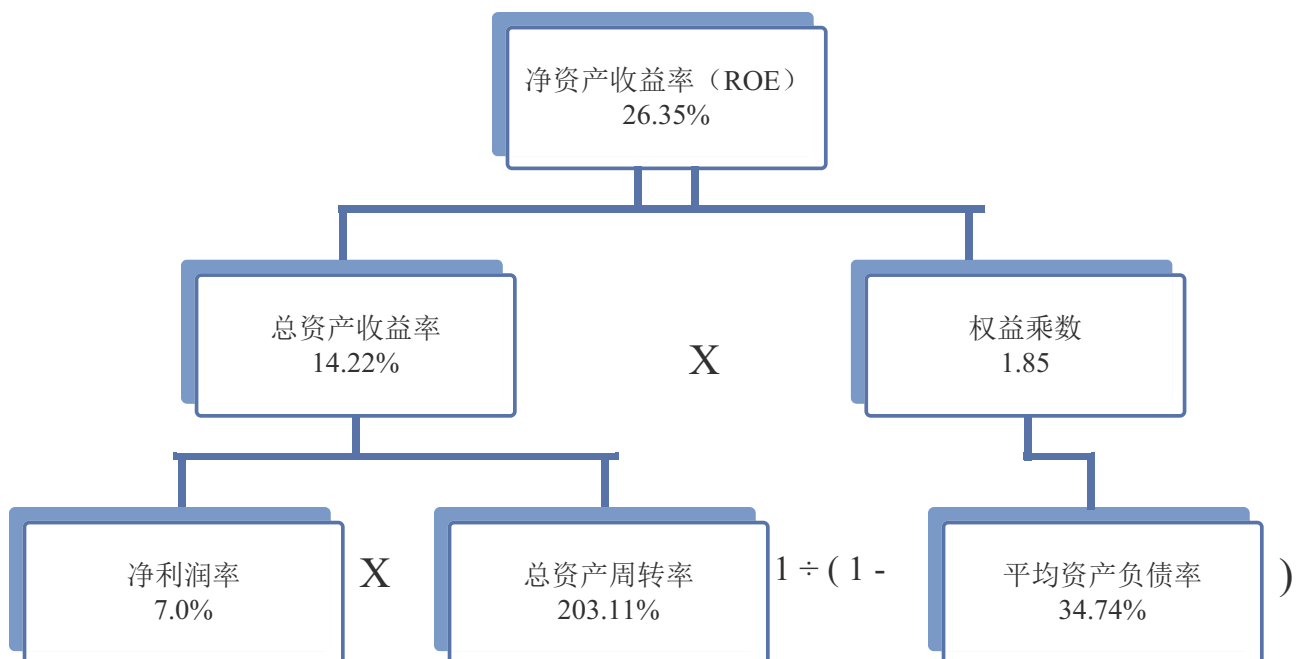 净资产收益率（ROE）
26.35%
总资产收益率
14.22%
X
权益乘数
1.85
净利润率
7.0%
X
总资产周转率
203.11%
1 ÷ ( 1 -
平均资产负债率
34.74%
)